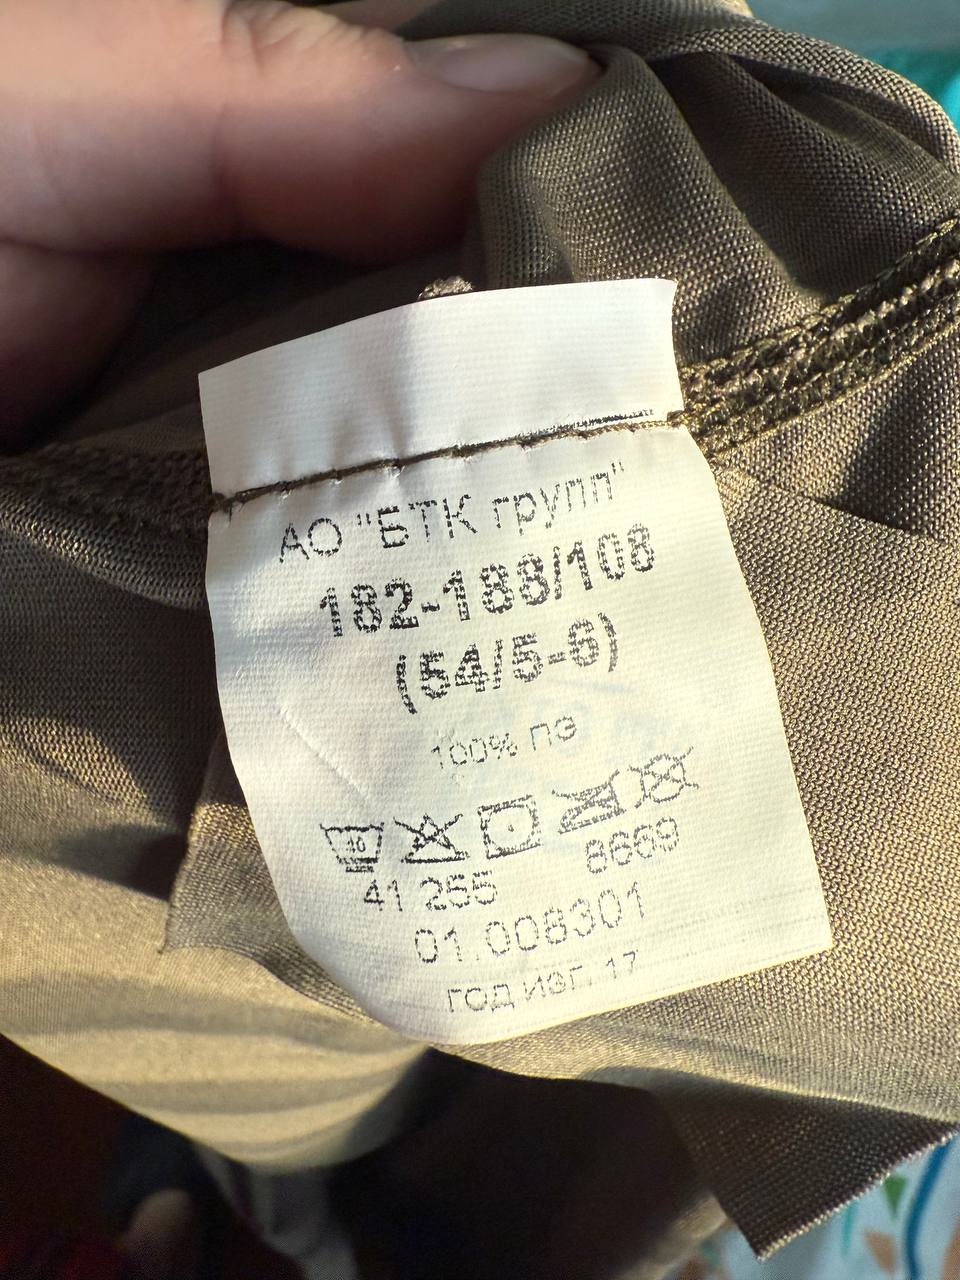 АО "БТК групп"
182-188/108
(54/5-6)
100% ПЭ
40
41 255 8669
01.008301
год изг. 17